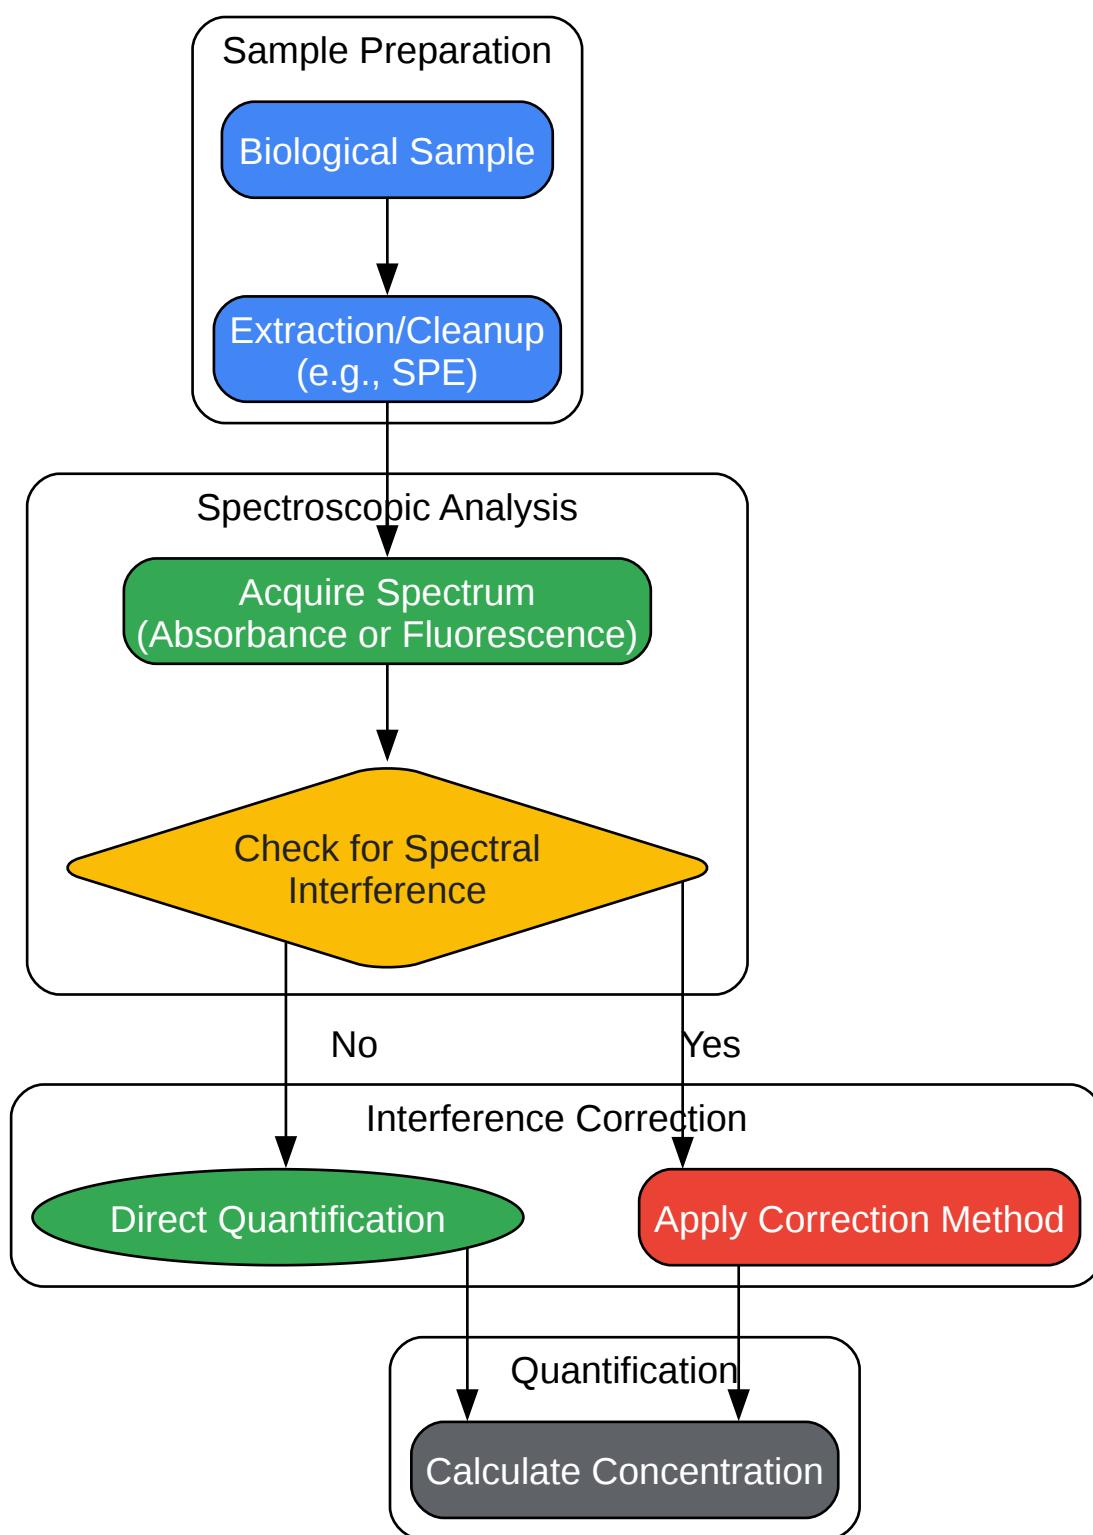 Sample Preparation
Biological Sample
Extraction/Cleanup
(e.g., SPE)
Spectroscopic Analysis
Acquire Spectrum
(Absorbance or Fluorescence)
Check for Spectral
Interference
No
Yes
Interference Correction
Direct Quantification
Apply Correction Method
Quantification
Calculate Concentration